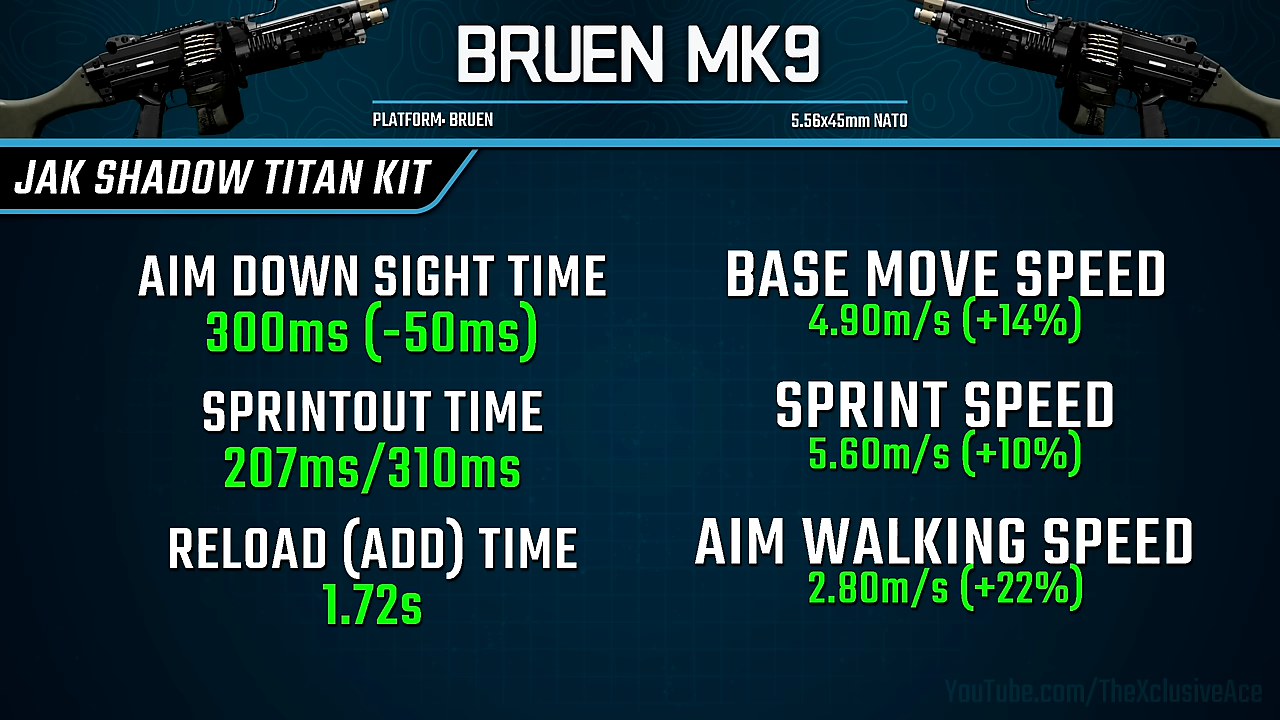 BRUEN MK9
PLATFORM: BRUEN
5.56x45mm NATO
JAK SHADOW TITAN KIT
AIM DOWN SIGHT TIME
300ms (-50ms)
SPRINTOUT TIME
207ms/310ms
RELOAD (ADD) TIME
1.72s
BASE MOVE SPEED
4.90m/s (+14%)
SPRINT SPEED
5.60m/s (+10%)
AIM WALKING SPEED
2.80m/s (+22%)
YouTube.com/TheXclusiveAce